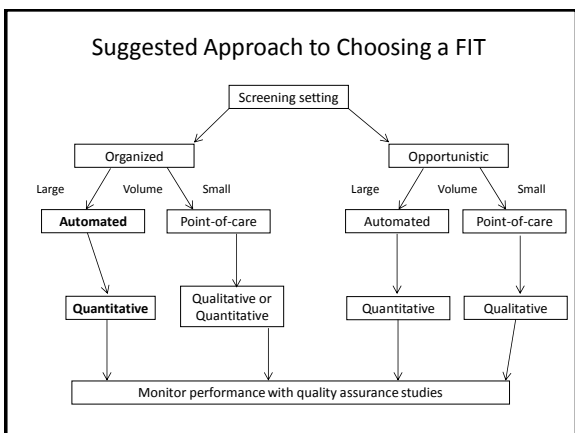 Suggested Approach to Choosing a FIT
Screening setting
Organized
Opportunistic
Large Volume Small
Large Volume Small
Automated
Point-of-care
Automated
Point-of-care
Quantitative
Qualitative or
Quantitative
Quantitative
Qualitative
Monitor performance with quality assurance studies